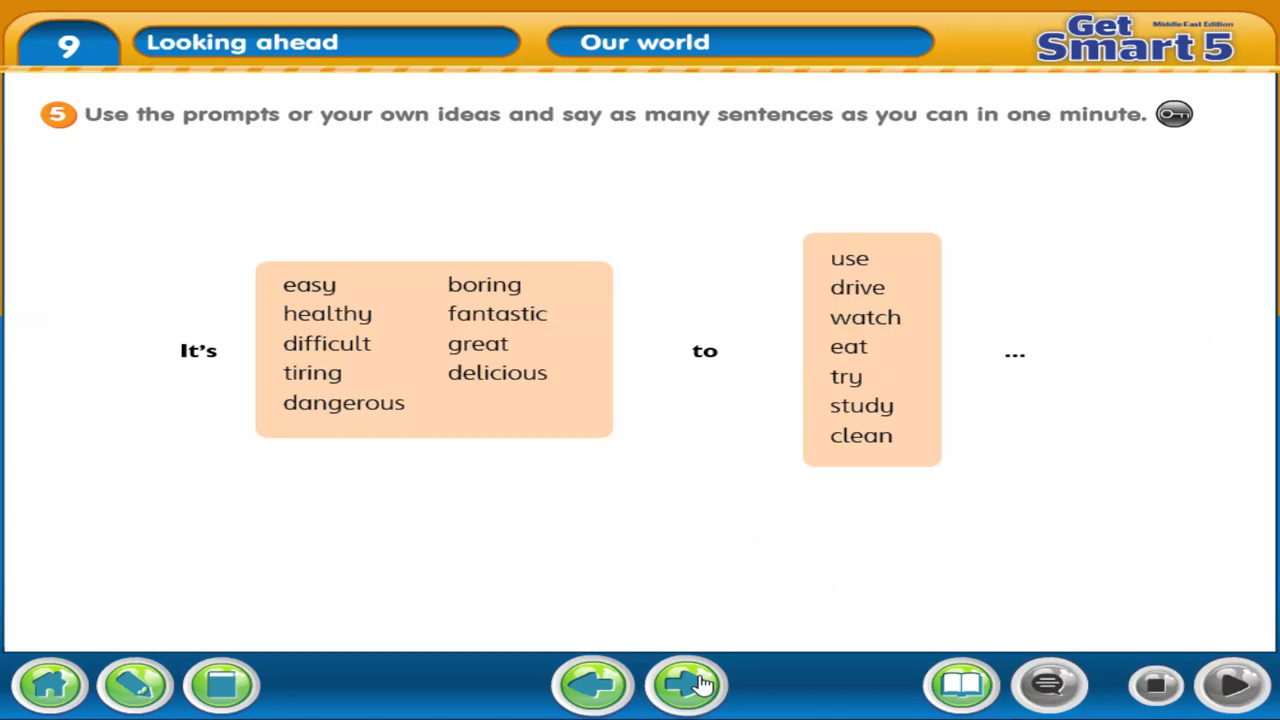 9
Looking ahead
Our world
Get
Middle East Edition
Smart 5
5 Use the prompts or your own ideas and say as many sentences as you can in one minute.
It's
easy
healthy
difficult
tiring
dangerous
boring
fantastic
great
delicious
to
use
drive
watch
eat
try
study
clean
...